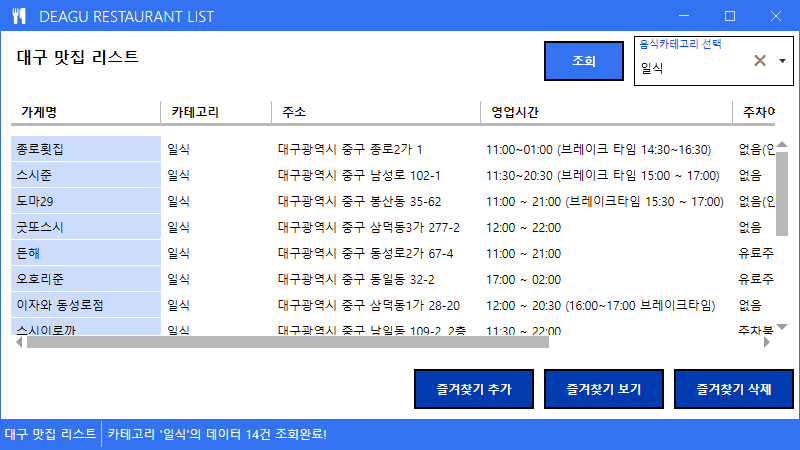 DEAGU RESTAURANT LIST
대구 맛집 리스트
조회
음식카테고리 선택
일식
가게명 카테고리 주소 영업시간 주차여
종로횟집 일식 대구광역시 중구 종로2가 1 11:00~01:00 (브레이크 타임 14:30~16:30) 없음(인
스시준 일식 대구광역시 중구 남성로 102-1 11:30~20:30 (브레이크 타임 15:00 ~ 17:00) 없음
도마29 일식 대구광역시 중구 봉산동 35-62 11:00 ~ 21:00 (브레이크타임 15:30 ~ 17:00) 없음(인
굿또스시 일식 대구광역시 중구 삼덕동3가 277-2 12:00 ~ 22:00 없음
든해 일식 대구광역시 중구 동성로2가 67-4 11:00 ~ 21:00 유료주
오호리준 일식 대구광역시 중구 동일동 32-2 17:00 ~ 02:00 유료주
이자와 동성로점 일식 대구광역시 중구 삼덕동1가 28-20 12:00 ~ 20:30 (16:00~17:00 브레이크타임) 없음
스시이로까 일식 대구광역시 중구 남일동 109-2, 2층 11:30 ~ 22:00 주차불
즐겨찾기 추가 즐겨찾기 보기 즐겨찾기 삭제
대구 맛집 리스트 카테고리 '일식'의 데이터 14건 조회완료!